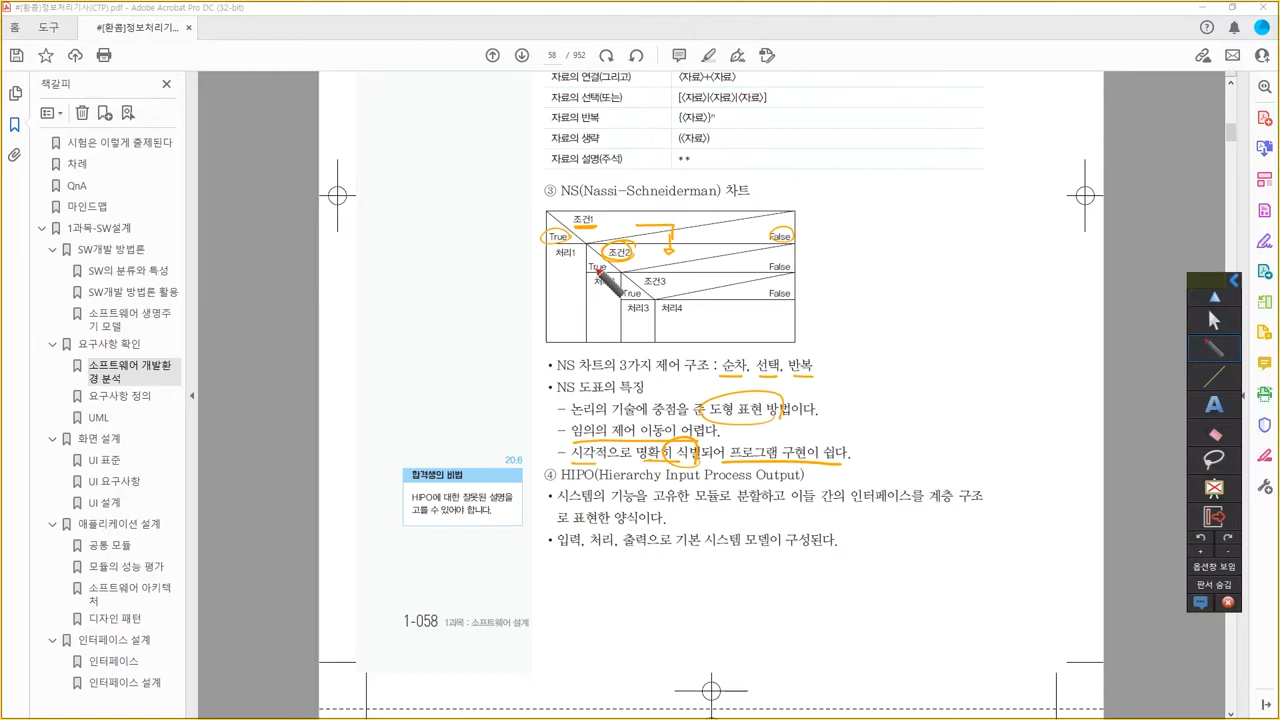 #[환콤]정보처리기사(CTP).pdf - Adobe Acrobat Pro DC (32-bit)
홈 도구 #[환콤]정보처리기... ×
58 / 952
책갈피
시험은 이렇게 출제된다
차례
QnA
마인드맵
1과목-SW설계
SW개발 방법론
SW의 분류와 특성
SW개발 방법론 활용
소프트웨어 생명주
기 모델
요구사항 확인
소프트웨어 개발환
경 분석
요구사항 정의
UML
화면 설계
UI 표준
UI 요구사항
UI 설계
애플리케이션 설계
공통 모듈
모듈의 성능 평가
소프트웨어 아키텍
처
디자인 패턴
인터페이스 설계
인터페이스
인터페이스 설계
자료의 연결(그리고) 〈자료〉+〈자료〉
자료의 선택(또는) [〈자료〉|〈자료〉|〈자료〉]
자료의 반복 {〈자료〉}ⁿ
자료의 생략 (〈자료〉)
자료의 설명(주석) * *
③ NS(Nassi-Schneiderman) 차트
조건1
True False
처리1 조건2
True False
조건3
True False
처리3 처리4
• NS 차트의 3가지 제어 구조 : 순차, 선택, 반복
• NS 도표의 특징
– 논리의 기술에 중점을 준 도형 표현 방법이다.
– 임의의 제어 이동이 어렵다.
– 시각적으로 명확히 식별되어 프로그램 구현이 쉽다.
20.6
합격생의 비법
HIPO에 대한 잘못된 설명을
고를 수 있어야 합니다.
④ HIPO(Hierarchy Input Process Output)
• 시스템의 기능을 고유한 모듈로 분할하고 이들 간의 인터페이스를 계층 구조
로 표현한 양식이다.
• 입력, 처리, 출력으로 기본 시스템 모델이 구성된다.
1-058 1과목 : 소프트웨어 설계
A
+ -
옵션창 보임
판서 숨김